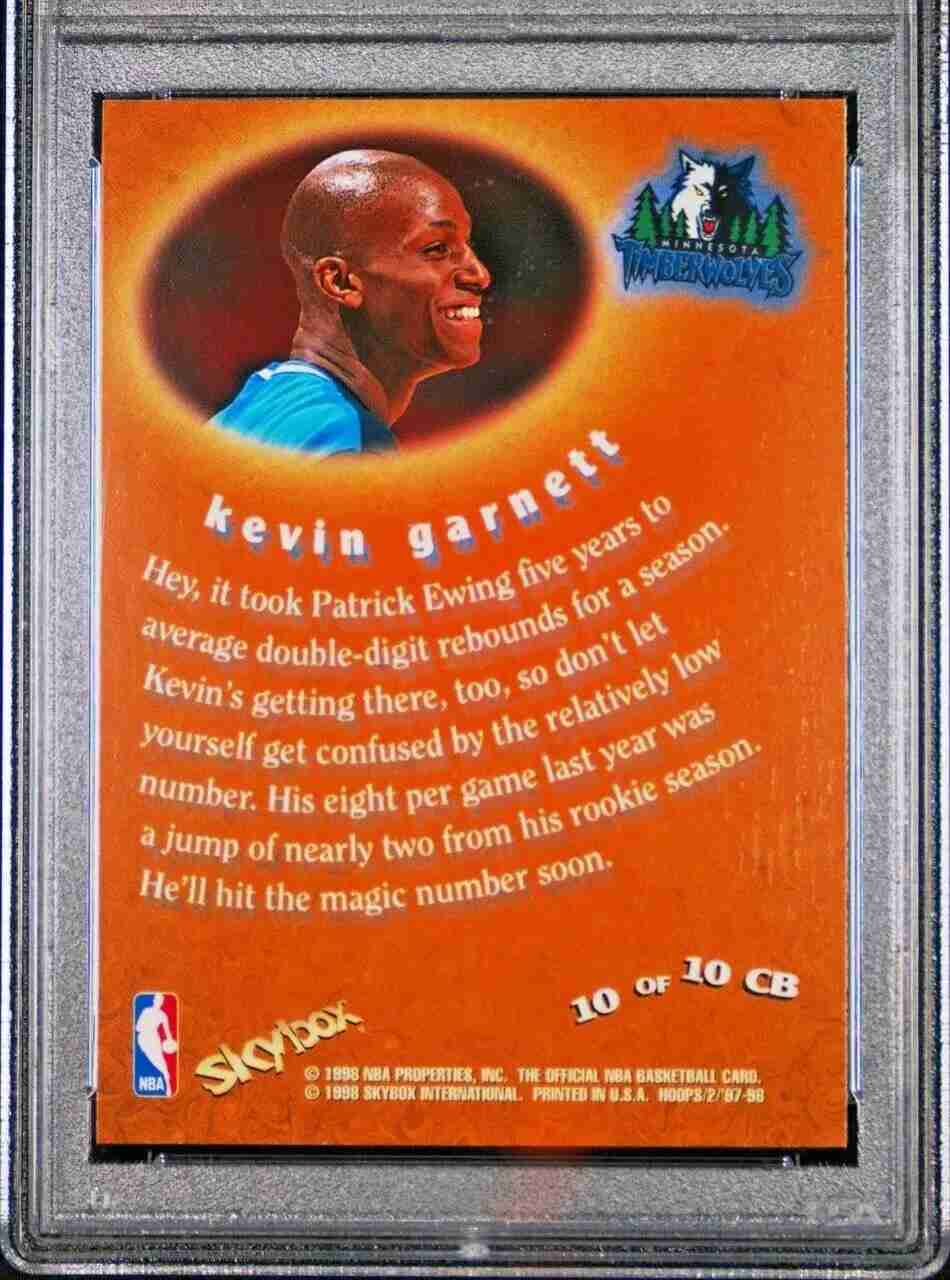 MINNESOTA
TIMBERWOLVES
kevin garnett
Hey, it took Patrick Ewing five years to
average double-digit rebounds for a season.
Kevin's getting there, too, so don't let
yourself get confused by the relatively low
number. His eight per game last year was
a jump of nearly two from his rookie season.
He'll hit the magic number soon.
10 OF 10 CB
NBA
SKYBOX
© 1998 NBA PROPERTIES, INC. THE OFFICIAL NBA BASKETBALL CARD.
© 1998 SKYBOX INTERNATIONAL. PRINTED IN U.S.A. HOOPS/2/'97-98